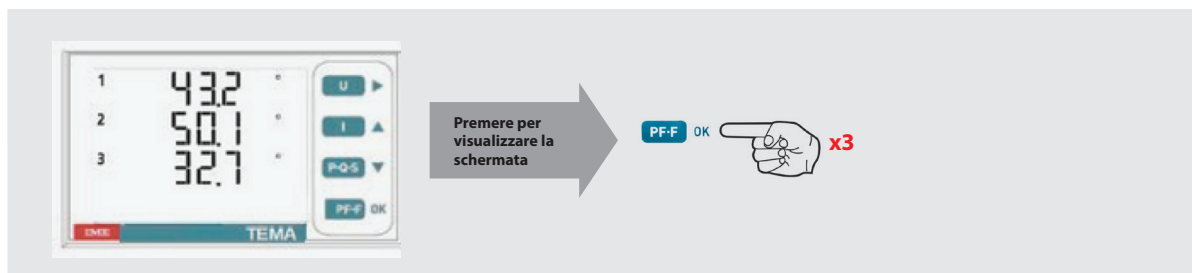 1 43.2 °
2 50.1 °
3 32.7 °
U
I
P-Q-S
PF-F OK
IME TEMA
Premere per
visualizzare la
schermata
PF-F OK
x3